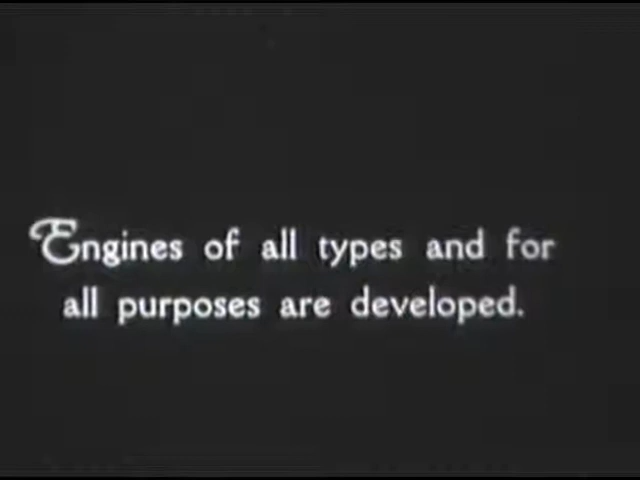 Engines of all types and for
all purposes are developed.